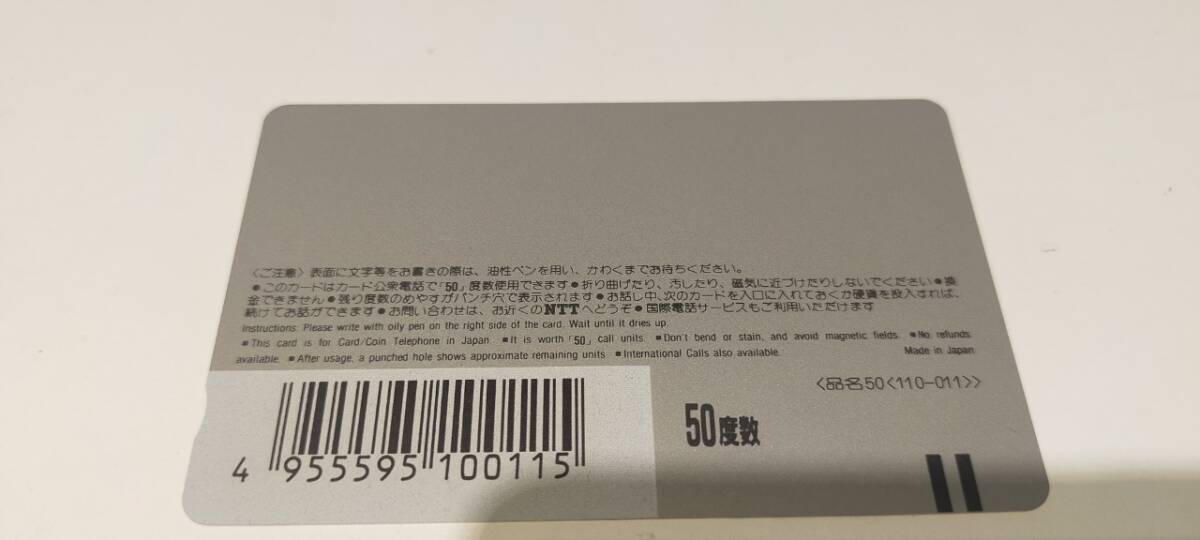 〈ご注意〉表面に文字等をお書きの際は、油性ペンを用い、かわくまでお待ちください。
●このカードはカード公衆電話で「50」度数使用できます●折り曲げたり、汚したり、磁気に近づけたりしないでください●換
金できません●残り度数のめやすがパンチ穴で表示されます●お話し中、次のカードを入口に入れておくか硬貨を投入すれば、
続けてお話ができます●お問い合わせは、お近くのNTTへどうぞ●国際電話サービスもご利用いただけます
Instructions: Please write with oily pen on the right side of the card. Wait until it dries up.
■This card is for Card/Coin Telephone in Japan. ■It is worth「50」call units. ■Don't bend or stain, and avoid magnetic fields. ■No refunds
available. ■After usage, a punched hole shows approximate remaining units. ■International Calls also available. Made in Japan
〈品名50〈110-011〉〉
50度数
4 955595 100115